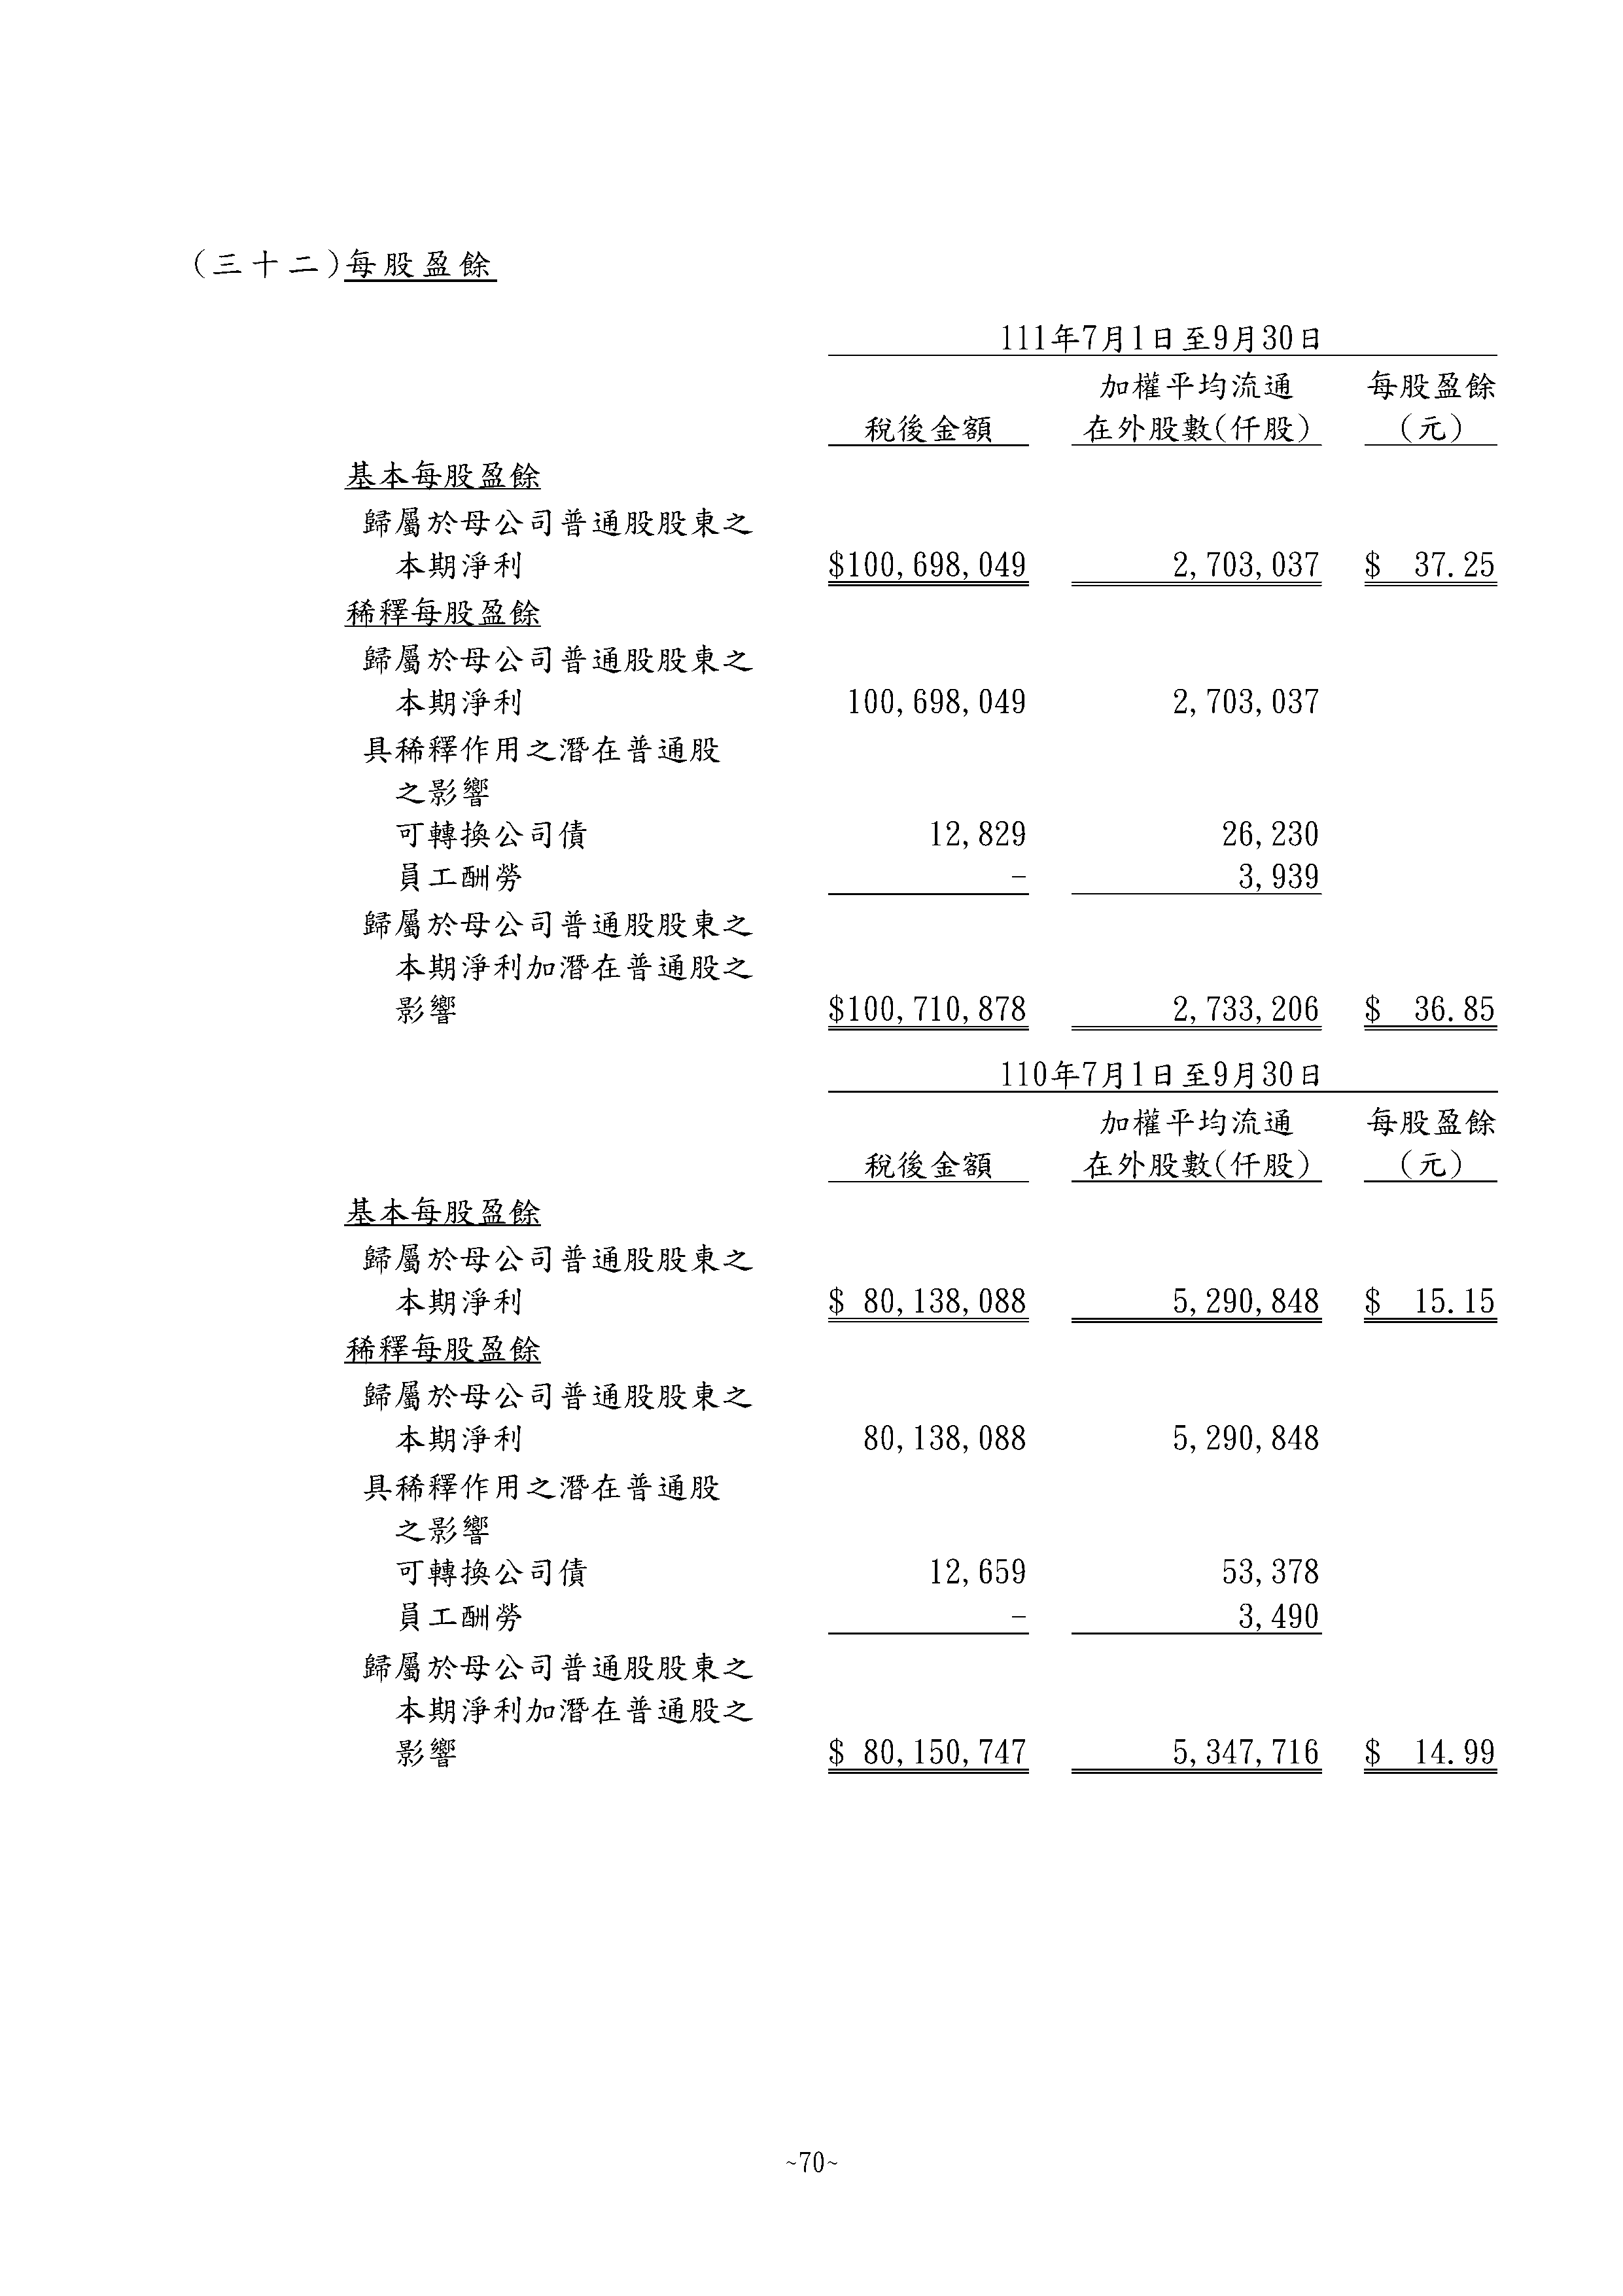 (三十二)每股盈餘
111年7月1日至9月30日
加權平均流通 每股盈餘
稅後金額 在外股數(仟股) (元)
基本每股盈餘
歸屬於母公司普通股股東之
本期淨利 $100,698,049 2,703,037 $ 37.25
稀釋每股盈餘
歸屬於母公司普通股股東之
本期淨利 100,698,049 2,703,037
具稀釋作用之潛在普通股
之影響
可轉換公司債 12,829 26,230
員工酬勞 - 3,939
歸屬於母公司普通股股東之
本期淨利加潛在普通股之
影響 $100,710,878 2,733,206 $ 36.85
110年7月1日至9月30日
加權平均流通 每股盈餘
稅後金額 在外股數(仟股) (元)
基本每股盈餘
歸屬於母公司普通股股東之
本期淨利 $ 80,138,088 5,290,848 $ 15.15
稀釋每股盈餘
歸屬於母公司普通股股東之
本期淨利 80,138,088 5,290,848
具稀釋作用之潛在普通股
之影響
可轉換公司債 12,659 53,378
員工酬勞 - 3,490
歸屬於母公司普通股股東之
本期淨利加潛在普通股之
影響 $ 80,150,747 5,347,716 $ 14.99
~70~